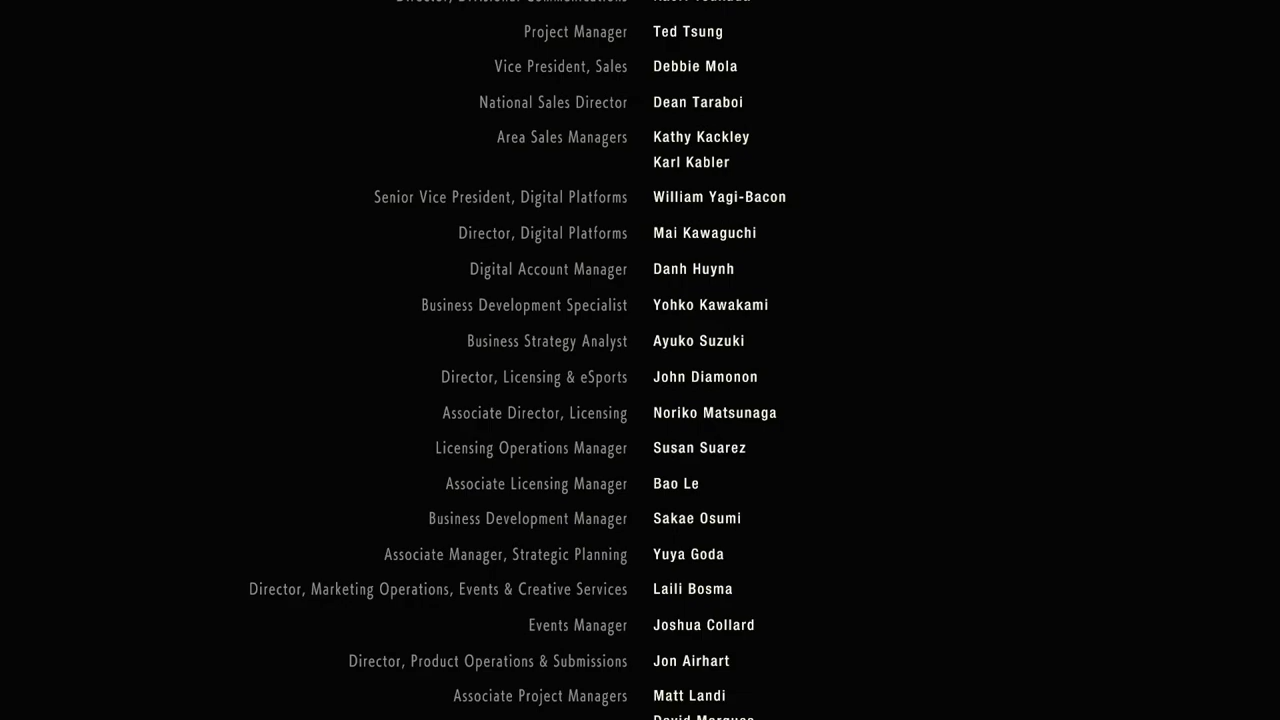 Project Manager Ted Tsung
Vice President, Sales Debbie Mola
National Sales Director Dean Taraboi
Area Sales Managers Kathy Kackley
Karl Kabler
Senior Vice President, Digital Platforms William Yagi-Bacon
Director, Digital Platforms Mai Kawaguchi
Digital Account Manager Danh Huynh
Business Development Specialist Yohko Kawakami
Business Strategy Analyst Ayuko Suzuki
Director, Licensing & eSports John Diamonon
Associate Director, Licensing Noriko Matsunaga
Licensing Operations Manager Susan Suarez
Associate Licensing Manager Bao Le
Business Development Manager Sakae Osumi
Associate Manager, Strategic Planning Yuya Goda
Director, Marketing Operations, Events & Creative Services Laili Bosma
Events Manager Joshua Collard
Director, Product Operations & Submissions Jon Airhart
Associate Project Managers Matt Landi